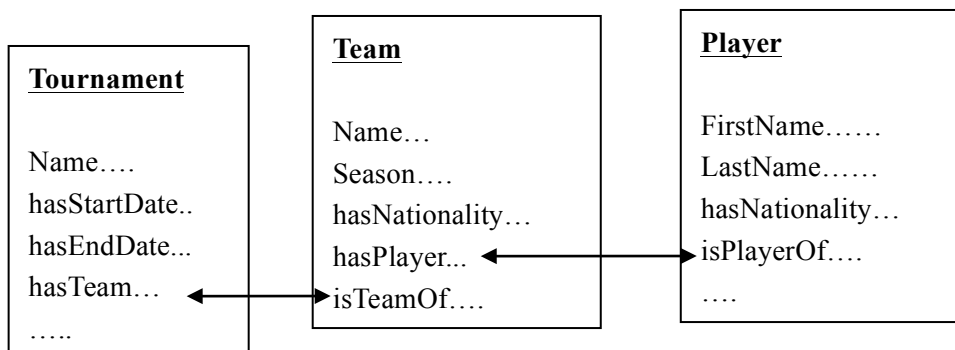 Tournament
Name….
hasStartDate..
hasEndDate...
hasTeam…
…..
Team
Name…
Season….
hasNationality…
hasPlayer...
isTeamOf….
Player
FirstName……
LastName……
hasNationality…
isPlayerOf….
….